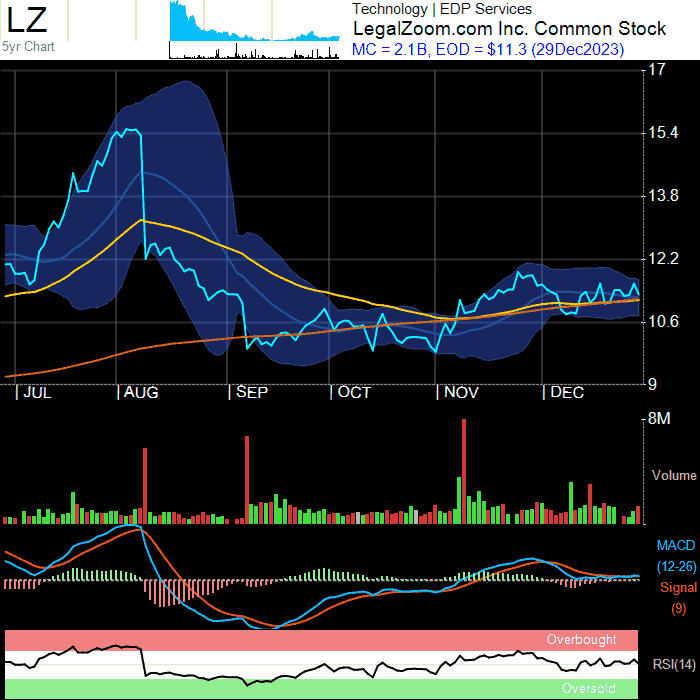 LZ
5yr Chart
Technology | EDP Services
LegalZoom.com Inc. Common Stock
MC = 2.1B, EOD = $11.3 (29Dec2023)
17
15.4
13.8
12.2
10.6
9
| JUL | AUG | SEP | OCT | NOV | DEC
8M
Volume
MACD
(12-26)
Signal
(9)
Overbought
RSI(14)
Oversold